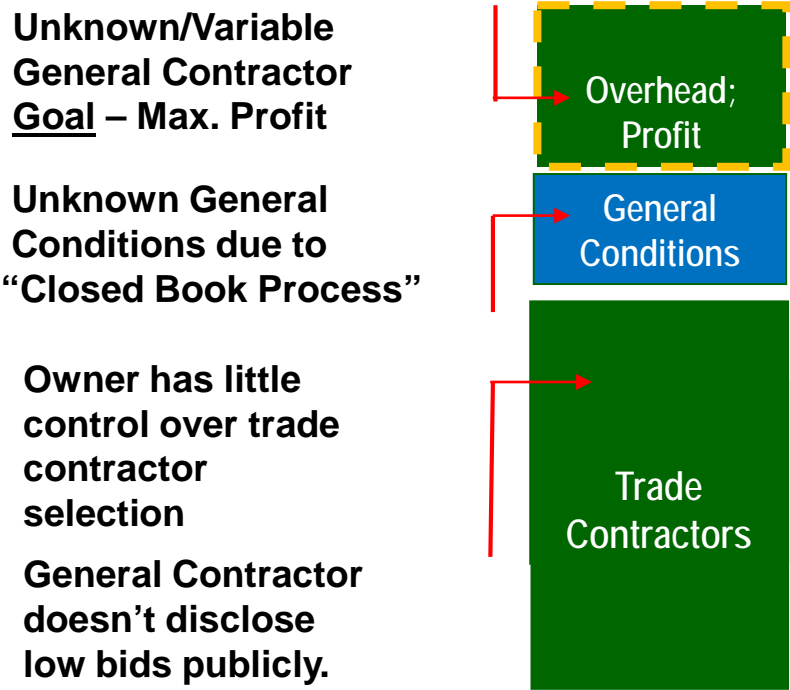 Unknown/Variable
General Contractor
Goal – Max. Profit
Overhead;
Profit
Unknown General
Conditions due to
“Closed Book Process”
General
Conditions
Owner has little
control over trade
contractor
selection
General Contractor
doesn’t disclose
low bids publicly.
Trade
Contractors